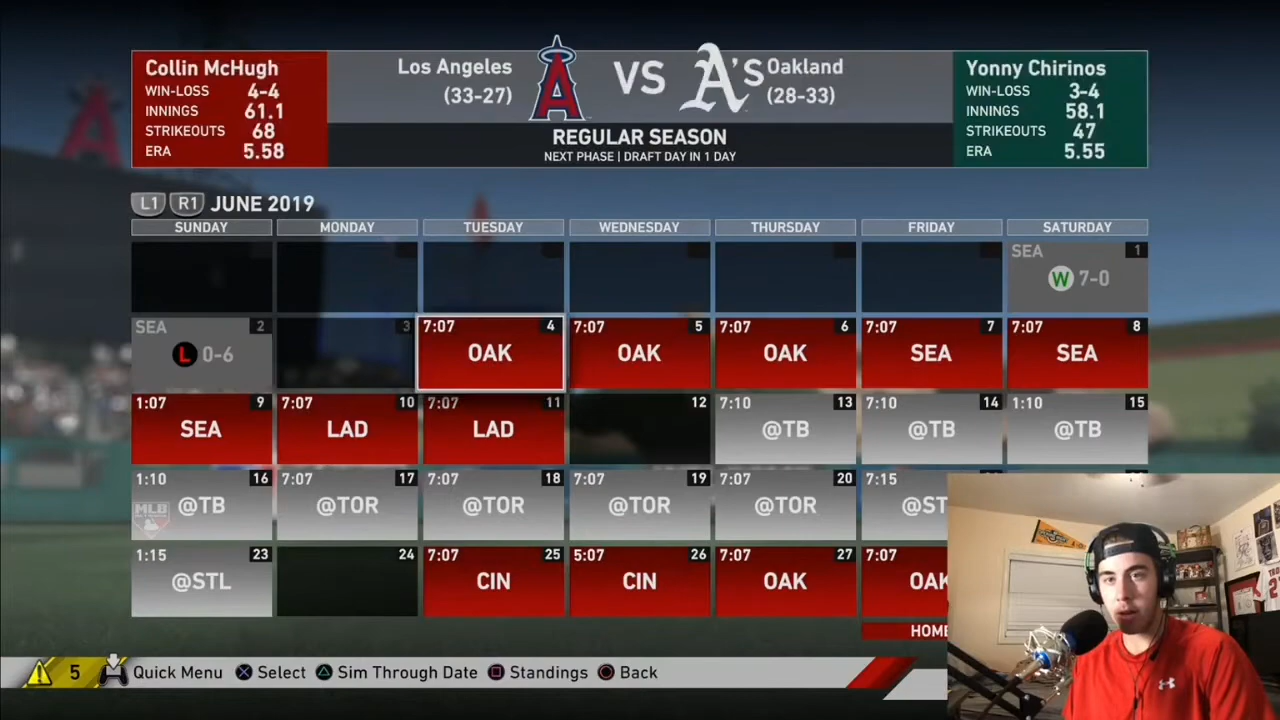 Collin McHugh
WIN-LOSS 4-4
INNINGS 61.1
STRIKEOUTS 68
ERA 5.58
Los Angeles
(33-27)
A
VS
A's
Oakland
(28-33)
REGULAR SEASON
NEXT PHASE | DRAFT DAY IN 1 DAY
Yonny Chirinos
WIN-LOSS 3-4
INNINGS 58.1
STRIKEOUTS 47
ERA 5.55
L1 R1 JUNE 2019
SUNDAY MONDAY TUESDAY WEDNESDAY THURSDAY FRIDAY SATURDAY
SEA 1
W 7-0
SEA 2 3 7:07 4 7:07 5 7:07 6 7:07 7 7:07 8
L 0-6 OAK OAK OAK SEA SEA
1:07 9 7:07 10 7:07 11 12 7:10 13 7:10 14 1:10 15
SEA LAD LAD @TB @TB @TB
1:10 16 7:07 17 7:07 18 7:07 19 7:07 20 7:15
@TB @TOR @TOR @TOR @TOR @ST
MLB
1:15 23 24 7:07 25 5:07 26 7:07 27 7:07
@STL CIN CIN OAK OAK
HOME
5 Quick Menu Select Sim Through Date Standings Back